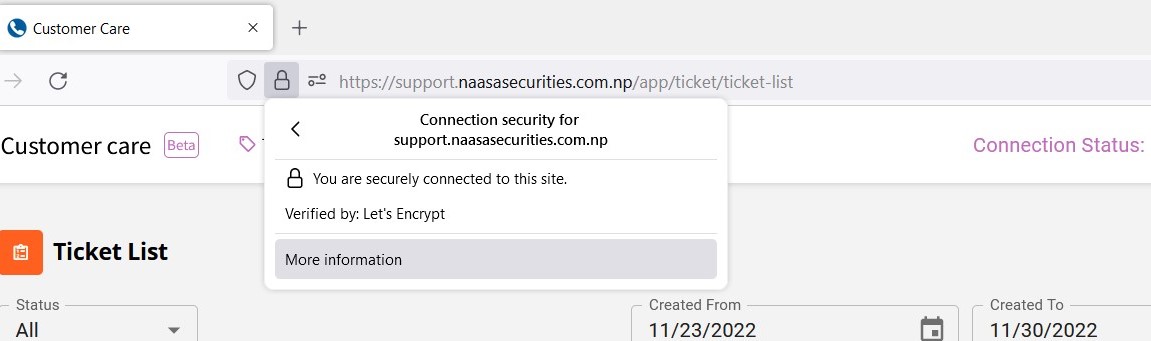 Customer Care
https://support.naasasecurities.com.np/app/ticket/ticket-list
Customer care Beta
Connection Status:
Connection security for
support.naasasecurities.com.np
You are securely connected to this site.
Verified by: Let's Encrypt
More information
Ticket List
Status
All
Created From
11/23/2022
Created To
11/30/2022